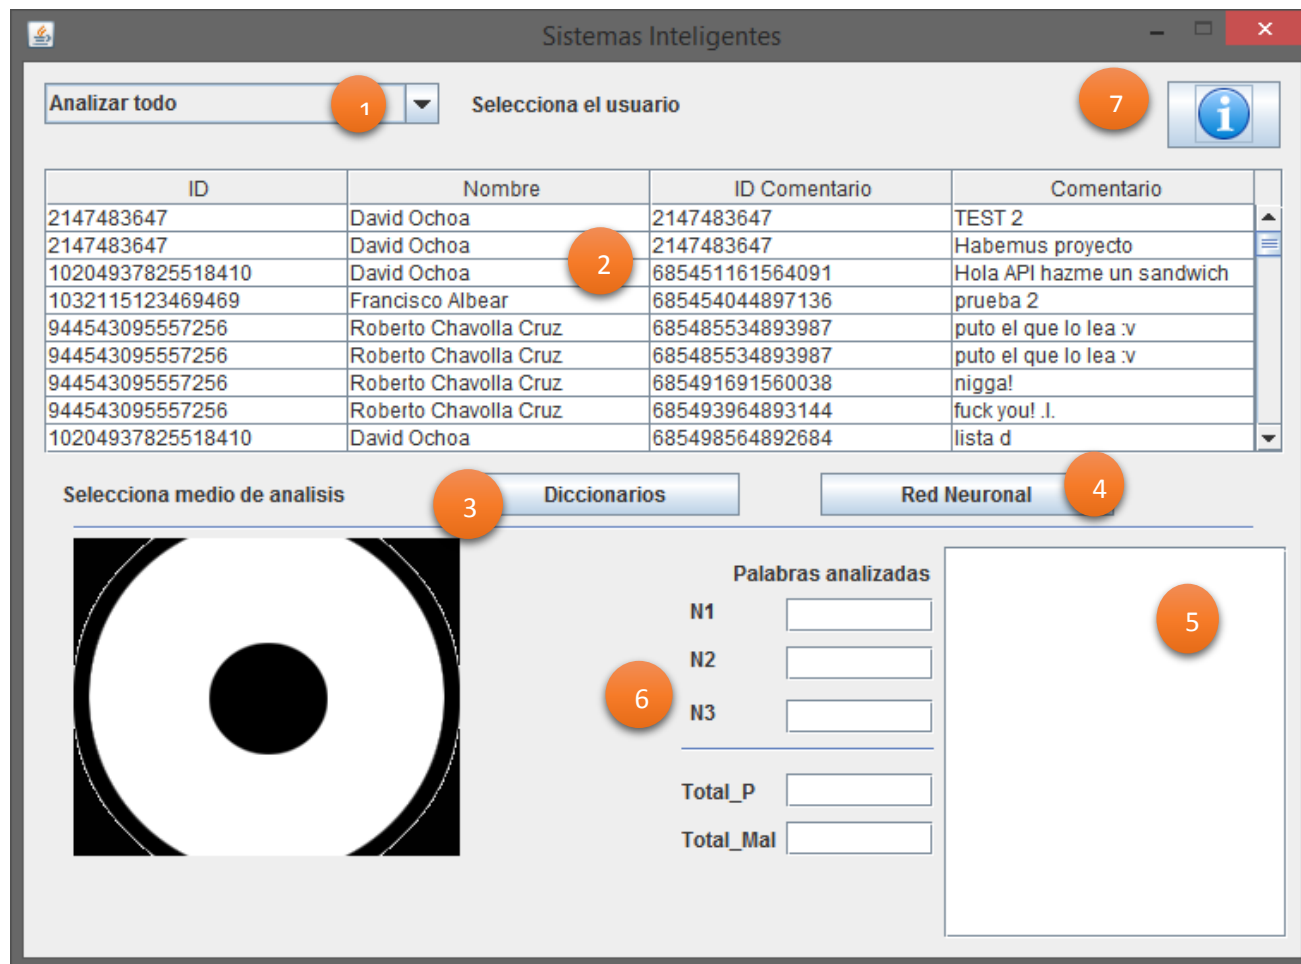 Sistemas Inteligentes
Analizar todo 1 Selecciona el usuario 7
ID Nombre ID Comentario Comentario
2147483647 David Ochoa 2147483647 TEST 2
2147483647 David Ochoa 2147483647 Habemus proyecto
2
10204937825518410 David Ochoa 685451161564091 Hola API hazme un sandwich
1032115123469469 Francisco Albear 685454044897136 prueba 2
944543095557256 Roberto Chavolla Cruz 685485534893987 puto el que lo lea :v
944543095557256 Roberto Chavolla Cruz 685485534893987 puto el que lo lea :v
944543095557256 Roberto Chavolla Cruz 685491691560038 nigga!
944543095557256 Roberto Chavolla Cruz 685493964893144 fuck you! .I.
10204937825518410 David Ochoa 685498564892684 lista d
Selecciona medio de analisis 3 Diccionarios Red Neuronal 4
Palabras analizadas
N1
5
N2
6
N3
Total_P
Total_Mal